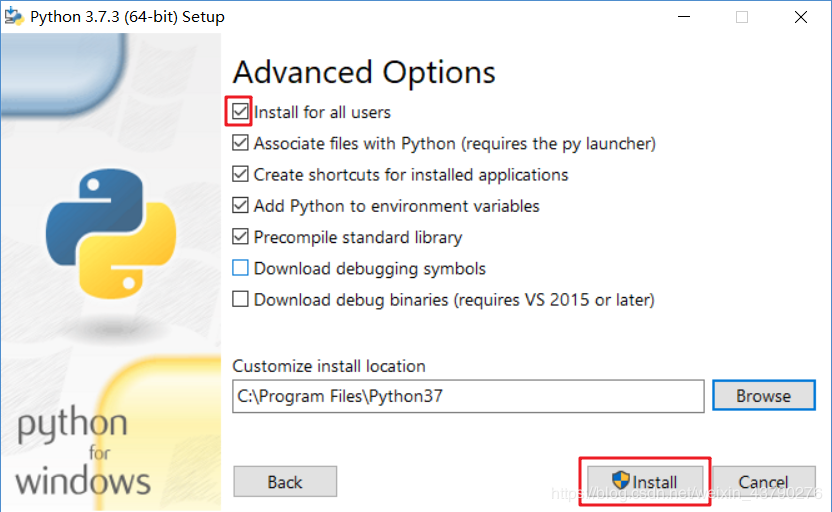 Python 3.7.3 (64-bit) Setup
Advanced Options
Install for all users
Associate files with Python (requires the py launcher)
Create shortcuts for installed applications
Add Python to environment variables
Precompile standard library
Download debugging symbols
Download debug binaries (requires VS 2015 or later)
Customize install location
C:\Program Files\Python37
Browse
python
for
windows
Back
Install
Cancel
https://blog.csdn.net/weixin_43790276